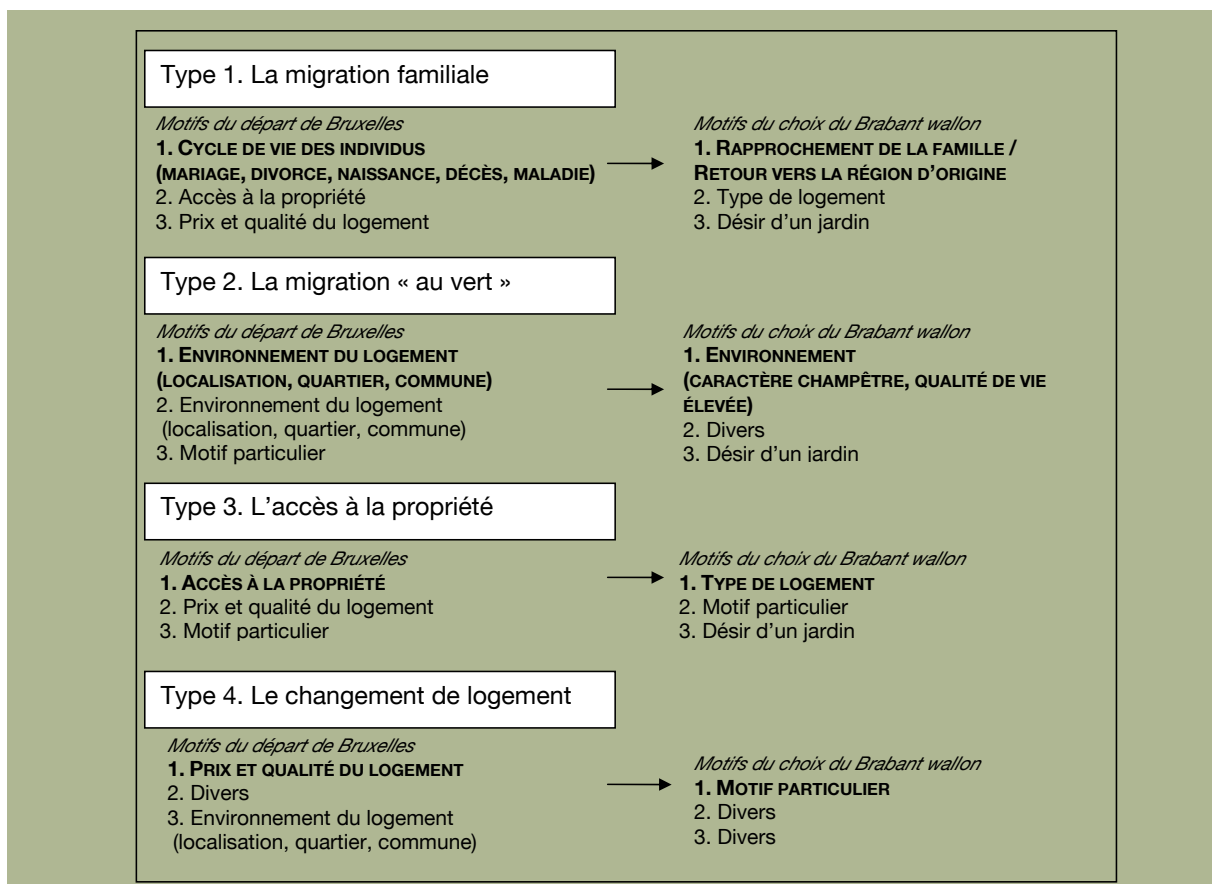 Type 1. La migration familiale
Motifs du départ de Bruxelles
1. CYCLE DE VIE DES INDIVIDUS
(MARIAGE, DIVORCE, NAISSANCE, DÉCÈS, MALADIE)
2. Accès à la propriété
3. Prix et qualité du logement
Motifs du choix du Brabant wallon
1. RAPPROCHEMENT DE LA FAMILLE /
RETOUR VERS LA RÉGION D'ORIGINE
2. Type de logement
3. Désir d'un jardin
Type 2. La migration « au vert »
Motifs du départ de Bruxelles
1. ENVIRONNEMENT DU LOGEMENT
(LOCALISATION, QUARTIER, COMMUNE)
2. Environnement du logement
(localisation, quartier, commune)
3. Motif particulier
Motifs du choix du Brabant wallon
1. ENVIRONNEMENT
(CARACTÈRE CHAMPÊTRE, QUALITÉ DE VIE
ÉLEVÉE)
2. Divers
3. Désir d'un jardin
Type 3. L'accès à la propriété
Motifs du départ de Bruxelles
1. ACCÈS À LA PROPRIÉTÉ
2. Prix et qualité du logement
3. Motif particulier
Motifs du choix du Brabant wallon
1. TYPE DE LOGEMENT
2. Motif particulier
3. Désir d'un jardin
Type 4. Le changement de logement
Motifs du départ de Bruxelles
1. PRIX ET QUALITÉ DU LOGEMENT
2. Divers
3. Environnement du logement
(localisation, quartier, commune)
Motifs du choix du Brabant wallon
1. MOTIF PARTICULIER
2. Divers
3. Divers